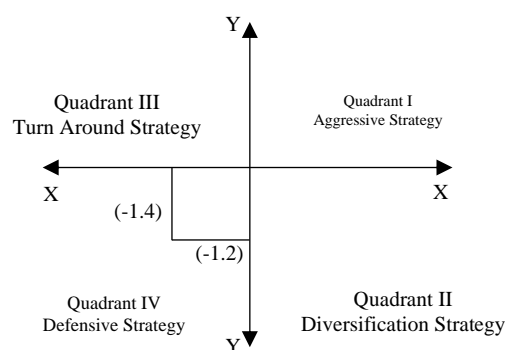 Y
Quadrant III
Turn Around Strategy
Quadrant I
Aggressive Strategy
X
X
(-1.4)
(-1.2)
Quadrant IV
Defensive Strategy
Quadrant II
Diversification Strategy
Y